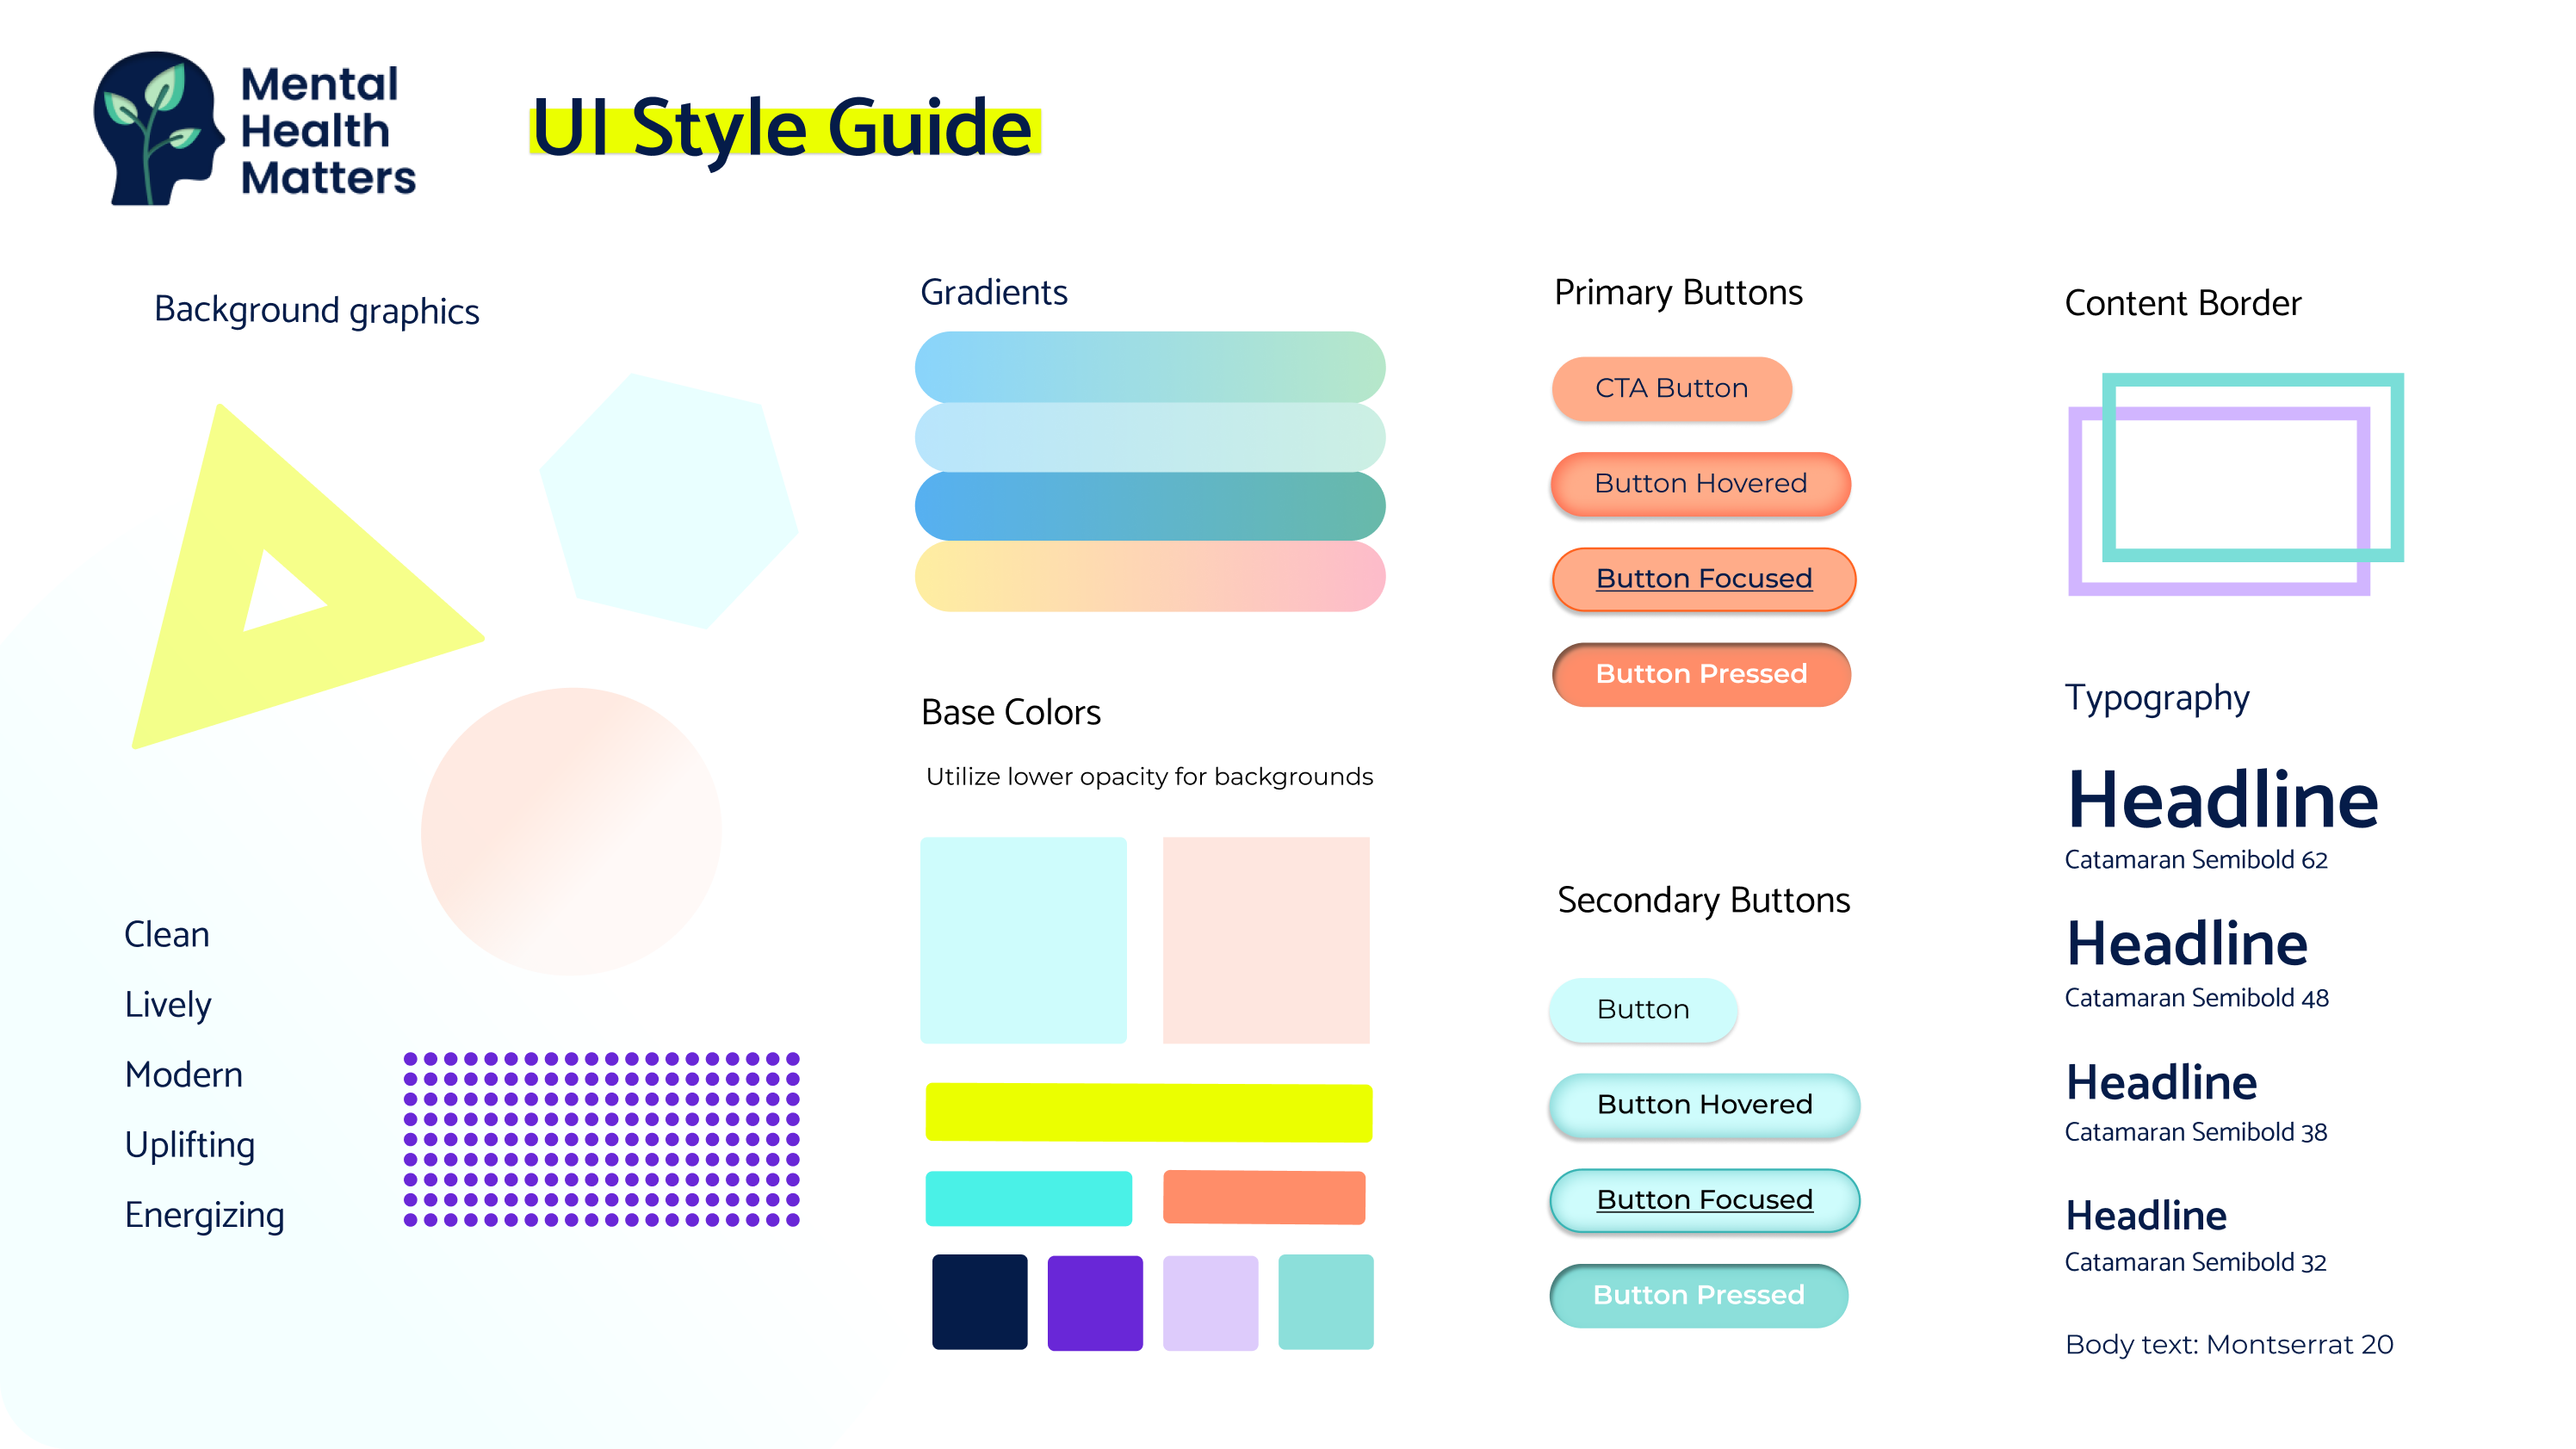 Mental
Health
Matters
UI Style Guide
Background graphics
Clean
Lively
Modern
Uplifting
Energizing
Gradients
Base Colors
Utilize lower opacity for backgrounds
Primary Buttons
CTA Button
Button Hovered
Button Focused
Button Pressed
Secondary Buttons
Button
Button Hovered
Button Focused
Button Pressed
Content Border
Typography
Headline
Catamaran Semibold 62
Headline
Catamaran Semibold 48
Headline
Catamaran Semibold 38
Headline
Catamaran Semibold 32
Body text: Montserrat 20